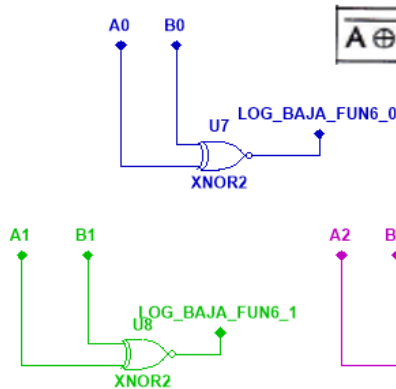 A0 B0
A ⊕
U7 LOG_BAJA_FUN6_0
XNOR2
A1 B1 A2 B
LOG_BAJA_FUN6_1
U8
XNOR2